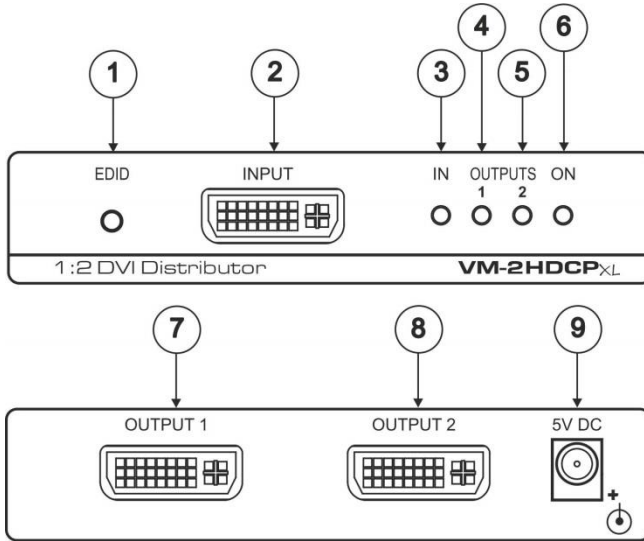 4 6
1 2 3 5
EDID INPUT IN OUTPUTS ON
1 2
1:2 DVI Distributor VM-2HDCPXL
7 8 9
OUTPUT 1 OUTPUT 2 5V DC
+